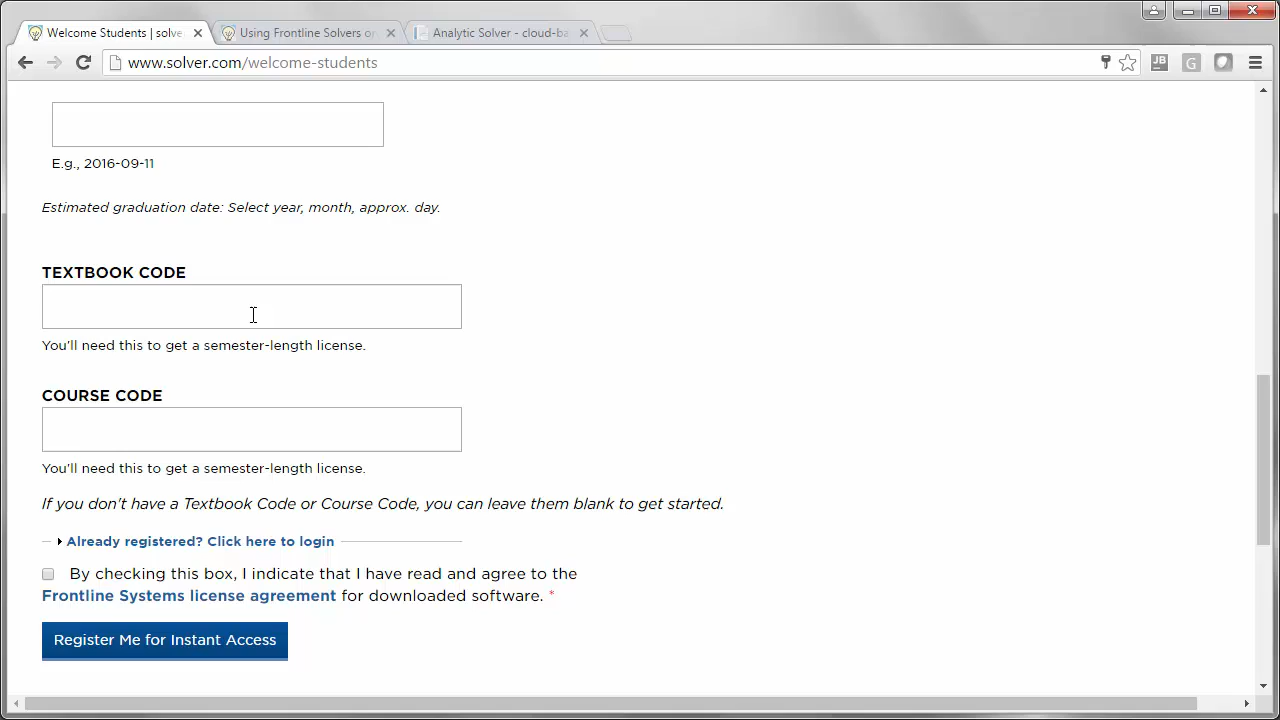 Welcome Students | solve
Using Frontline Solvers or
Analytic Solver - cloud-ba
www.solver.com/welcome-students
JB
G
E.g., 2016-09-11
Estimated graduation date: Select year, month, approx. day.
TEXTBOOK CODE
You'll need this to get a semester-length license.
COURSE CODE
You'll need this to get a semester-length license.
If you don't have a Textbook Code or Course Code, you can leave them blank to get started.
Already registered? Click here to login
By checking this box, I indicate that I have read and agree to the
Frontline Systems license agreement for downloaded software. *
Register Me for Instant Access